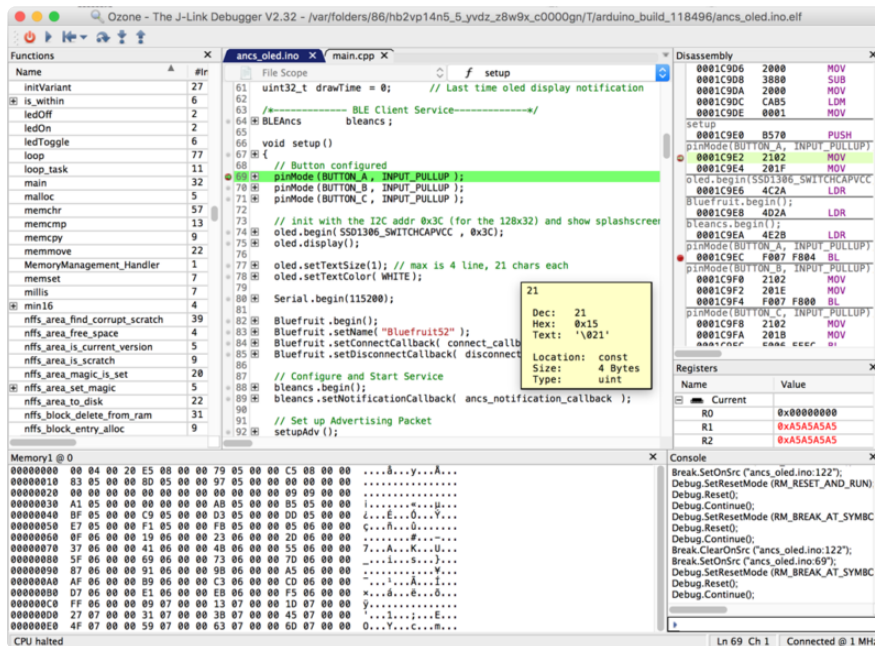 Ozone - The J-Link Debugger V2.32 - /var/folders/86/hb2vp14n5_5_yvdz_z8w9x_c0000gn/T/arduino_build_118496/ancs_oled.ino.elf
Functions
Name #Ir
initVariant 27
is_within 6
ledOff 2
ledOn 2
ledToggle 6
loop 77
loop_task 11
main 32
malloc 5
memchr 57
memcmp 13
memcpy 9
memmove 22
MemoryManagement_Handler 1
memset 7
millis 7
min16 4
nffs_area_find_corrupt_scratch 39
nffs_area_free_space 4
nffs_area_is_current_version 5
nffs_area_is_scratch 9
nffs_area_magic_is_set 20
nffs_area_set_magic 5
nffs_area_to_disk 22
nffs_block_delete_from_ram 31
nffs_block_entry_alloc 9
ancs_oled.ino main.cpp
File Scope f setup
61 uint32_t drawTime = 0; // Last time oled display notification
62
63 /*------------- BLE Client Service-------------*/
64 BLEAncs bleancs;
65
66 void setup()
67 {
68 // Button configured
69 pinMode(BUTTON_A, INPUT_PULLUP);
70 pinMode(BUTTON_B, INPUT_PULLUP);
71 pinMode(BUTTON_C, INPUT_PULLUP);
72
73 // init with the I2C addr 0x3C (for the 128x32) and show splashscreen
74 oled.begin(SSD1306_SWITCHCAPVCC, 0x3C);
75 oled.display();
76
77 oled.setTextSize(1); // max is 4 line, 21 chars each
78 oled.setTextColor(WHITE);
79
80 Serial.begin(115200);
81
82 Bluefruit.begin();
83 Bluefruit.setName("Bluefruit52");
84 Bluefruit.setConnectCallback( connect_callb
85 Bluefruit.setDisconnectCallback( disconnect
86
87 // Configure and Start Service
88 bleancs.begin();
89 bleancs.setNotificationCallback( ancs_notification_callback );
90
91 // Set up Advertising Packet
92 setupAdv();
21
Dec: 21
Hex: 0x15
Text: '\021'
Location: const
Size: 4 Bytes
Type: uint
Disassembly
0001C9D6 2000 MOV
0001C9D8 3880 SUB
0001C9DA 2000 MOV
0001C9DC CAB5 LDM
0001C9DE 0001 MOV
setup
0001C9E0 B570 PUSH
pinMode(BUTTON_A, INPUT_PULLUP)
0001C9E2 2102 MOV
0001C9E4 201F MOV
oled.begin(SSD1306_SWITCHCAPVCC
0001C9E6 4C2A LDR
Bluefruit.begin();
0001C9E8 4D2A LDR
bleancs.begin();
0001C9EA 4E2B LDR
pinMode(BUTTON_A, INPUT_PULLUP)
0001C9EC F007 F804 BL
pinMode(BUTTON_B, INPUT_PULLUP)
0001C9F0 2102 MOV
0001C9F2 201E MOV
0001C9F4 F007 F800 BL
pinMode(BUTTON_C, INPUT_PULLUP)
0001C9F8 2102 MOV
0001C9FA 201B MOV
Registers
Name Value
Current
R0 0x00000000
R1 0xA5A5A5A5
R2 0xA5A5A5A5
Memory1 @ 0
00000000 00 04 00 20 E5 08 00 00 79 05 00 00 C5 08 00 00
00000010 83 05 00 00 8D 05 00 00 97 05 00 00 00 00 00 00
00000020 00 00 00 00 00 00 00 00 00 00 00 00 09 09 00 00
00000030 A1 05 00 00 00 00 00 00 AB 05 00 00 B5 05 00 00
00000040 BF 05 00 00 C9 05 00 00 D3 05 00 00 DD 05 00 00
00000050 E7 05 00 00 F1 05 00 00 FB 05 00 00 05 06 00 00
00000060 0F 06 00 00 19 06 00 00 23 06 00 00 2D 06 00 00
00000070 37 06 00 00 41 06 00 00 4B 06 00 00 55 06 00 00
00000080 5F 06 00 00 69 06 00 00 73 06 00 00 7D 06 00 00
00000090 87 06 00 00 91 06 00 00 9B 06 00 00 A5 06 00 00
000000A0 AF 06 00 00 B9 06 00 00 C3 06 00 00 CD 06 00 00
000000B0 D7 06 00 00 E1 06 00 00 EB 06 00 00 F5 06 00 00
000000C0 FF 06 00 00 09 07 00 00 13 07 00 00 1D 07 00 00
000000D0 27 07 00 00 31 07 00 00 3B 07 00 00 45 07 00 00
000000E0 4F 07 00 00 59 07 00 00 63 07 00 00 6D 07 00 00
Console
Break.SetOnSrc ("ancs_oled.ino:122");
Debug.SetResetMode (RM_RESET_AND_RUN)
Debug.Reset();
Debug.Continue();
Debug.SetResetMode (RM_BREAK_AT_SYMBC
Debug.Reset();
Debug.Continue();
Break.ClearOnSrc ("ancs_oled.ino:122");
Break.SetOnSrc ("ancs_oled.ino:69");
Debug.SetResetMode (RM_BREAK_AT_SYMBC
Debug.Reset();
Debug.Continue();
CPU halted
Ln 69 Ch 1 Connected @ 1 MHz